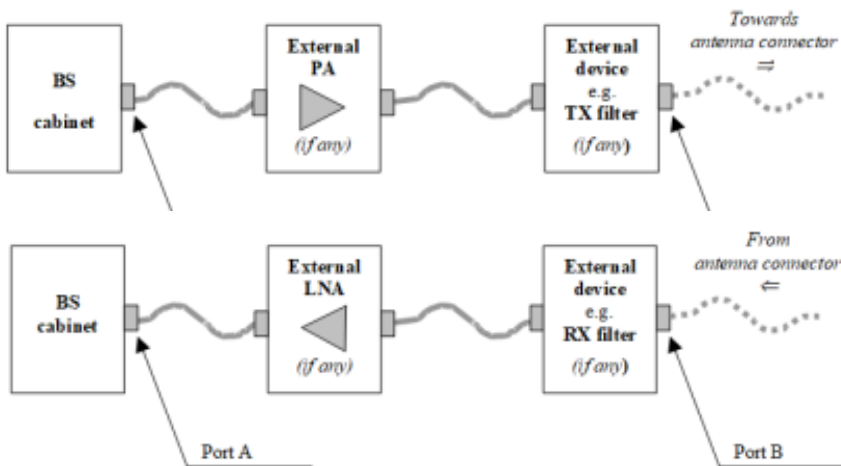 BS
cabinet
External
PA
(if any)
External
device
e.g.
TX filter
(if any)
Towards
antenna connector
⇒
BS
cabinet
External
LNA
(if any)
External
device
e.g.
RX filter
(if any)
From
antenna connector
⇐
Port A
Port B